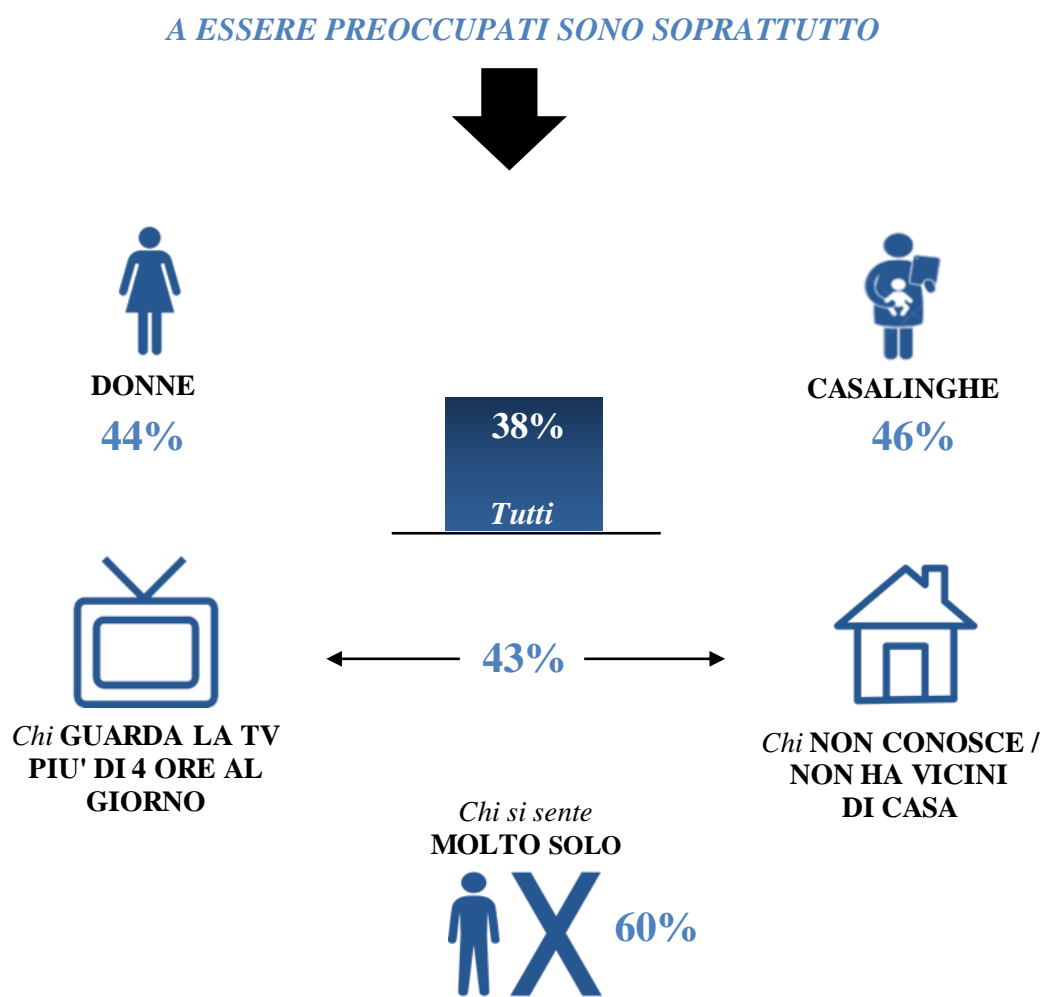 A ESSERE PREOCCUPATI SONO SOPRATTUTTO
DONNE
44%
CASALINGHE
46%
38%
Tutti
43%
Chi GUARDA LA TV
PIU' DI 4 ORE AL
GIORNO
Chi NON CONOSCE /
NON HA VICINI
DI CASA
Chi si sente
MOLTO SOLO
60%